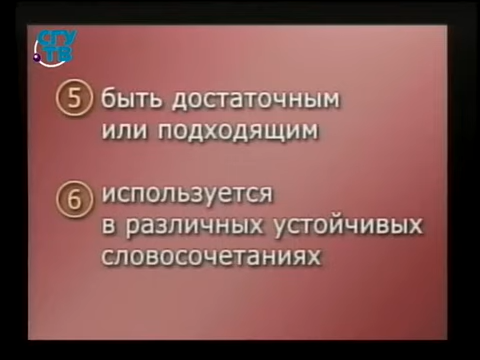 СГУ
ТВ
5 быть достаточным
или подходящим
6 используется
в различных устойчивых
словосочетаниях